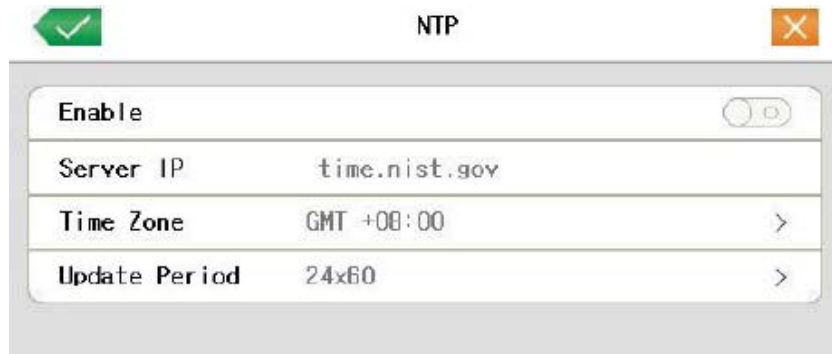 NTP
Enable
Server IP time.nist.gov
Time Zone GMT +08:00
Update Period 24x60